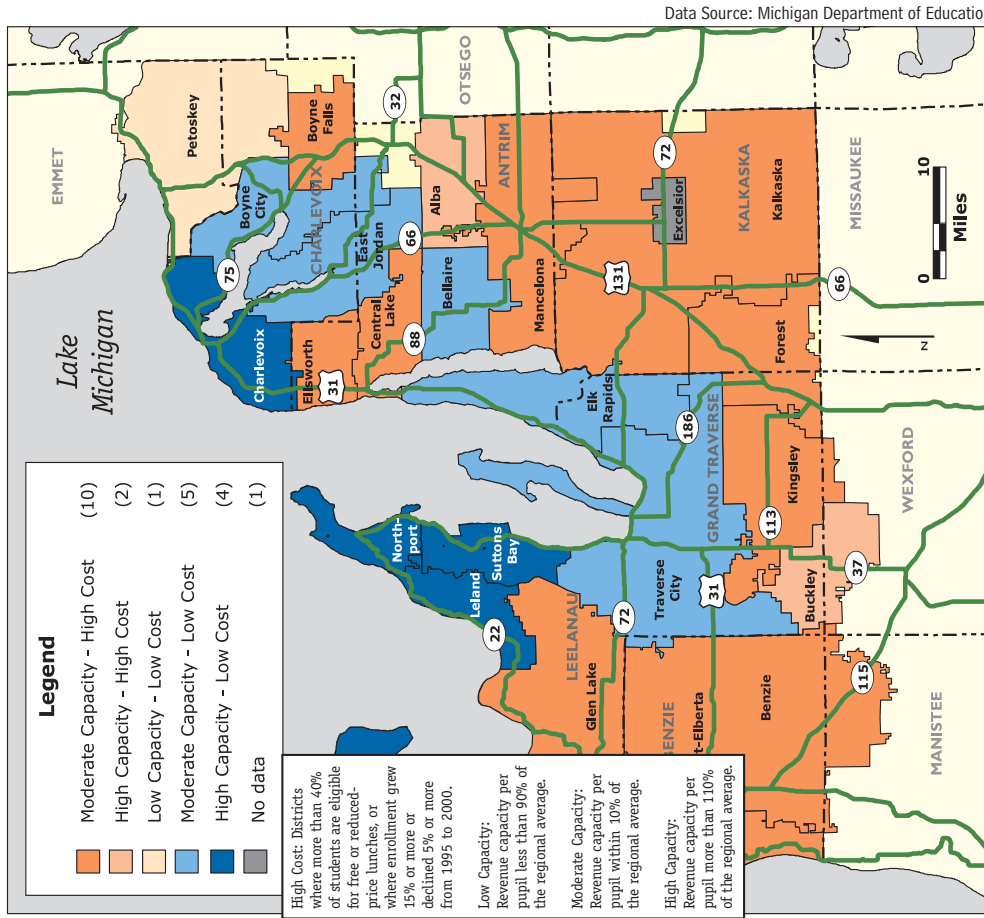 Data Source: Michigan Department of Educatio
Legend
Moderate Capacity - High Cost (10)
High Capacity - High Cost (2)
Low Capacity - Low Cost (1)
Moderate Capacity - Low Cost (5)
High Capacity - Low Cost (4)
No data (1)
High Cost: Districts
where more than 40%
of students are eligible
for free or reduced-
price lunches, or
where enrollment grew
15% or more or
declined 5% or more
from 1995 to 2000.
Low Capacity:
Revenue capacity per
pupil less than 90% of
the regional average.
Moderate Capacity:
Revenue capacity per
pupil within 10% of
the regional average.
High Capacity:
Revenue capacity per
pupil more than 110%
of the regional average.
Lake
Michigan
EMMET
Petoskey
Boyne
Falls
Boyne
City
CHARLEVOIX
75
32
OTSEGO
Charlevoix
East
Jordan
66
Alba
ANTRIM
Ellsworth
31
Central
Lake
88
Bellaire
Mancelona
131
72
Excelsior
KALKASKA
Kalkaska
MISSAUKEE
66
Forest
Elk
Rapids
186
GRAND TRAVERSE
North-
port
Suttons
Bay
Leland
22
LEELANAU
Glen Lake
72
Traverse
City
31
113
Kingsley
Buckley
37
WEXFORD
BENZIE
t-Elberta
Benzie
115
MANISTEE
N
0 10
Miles